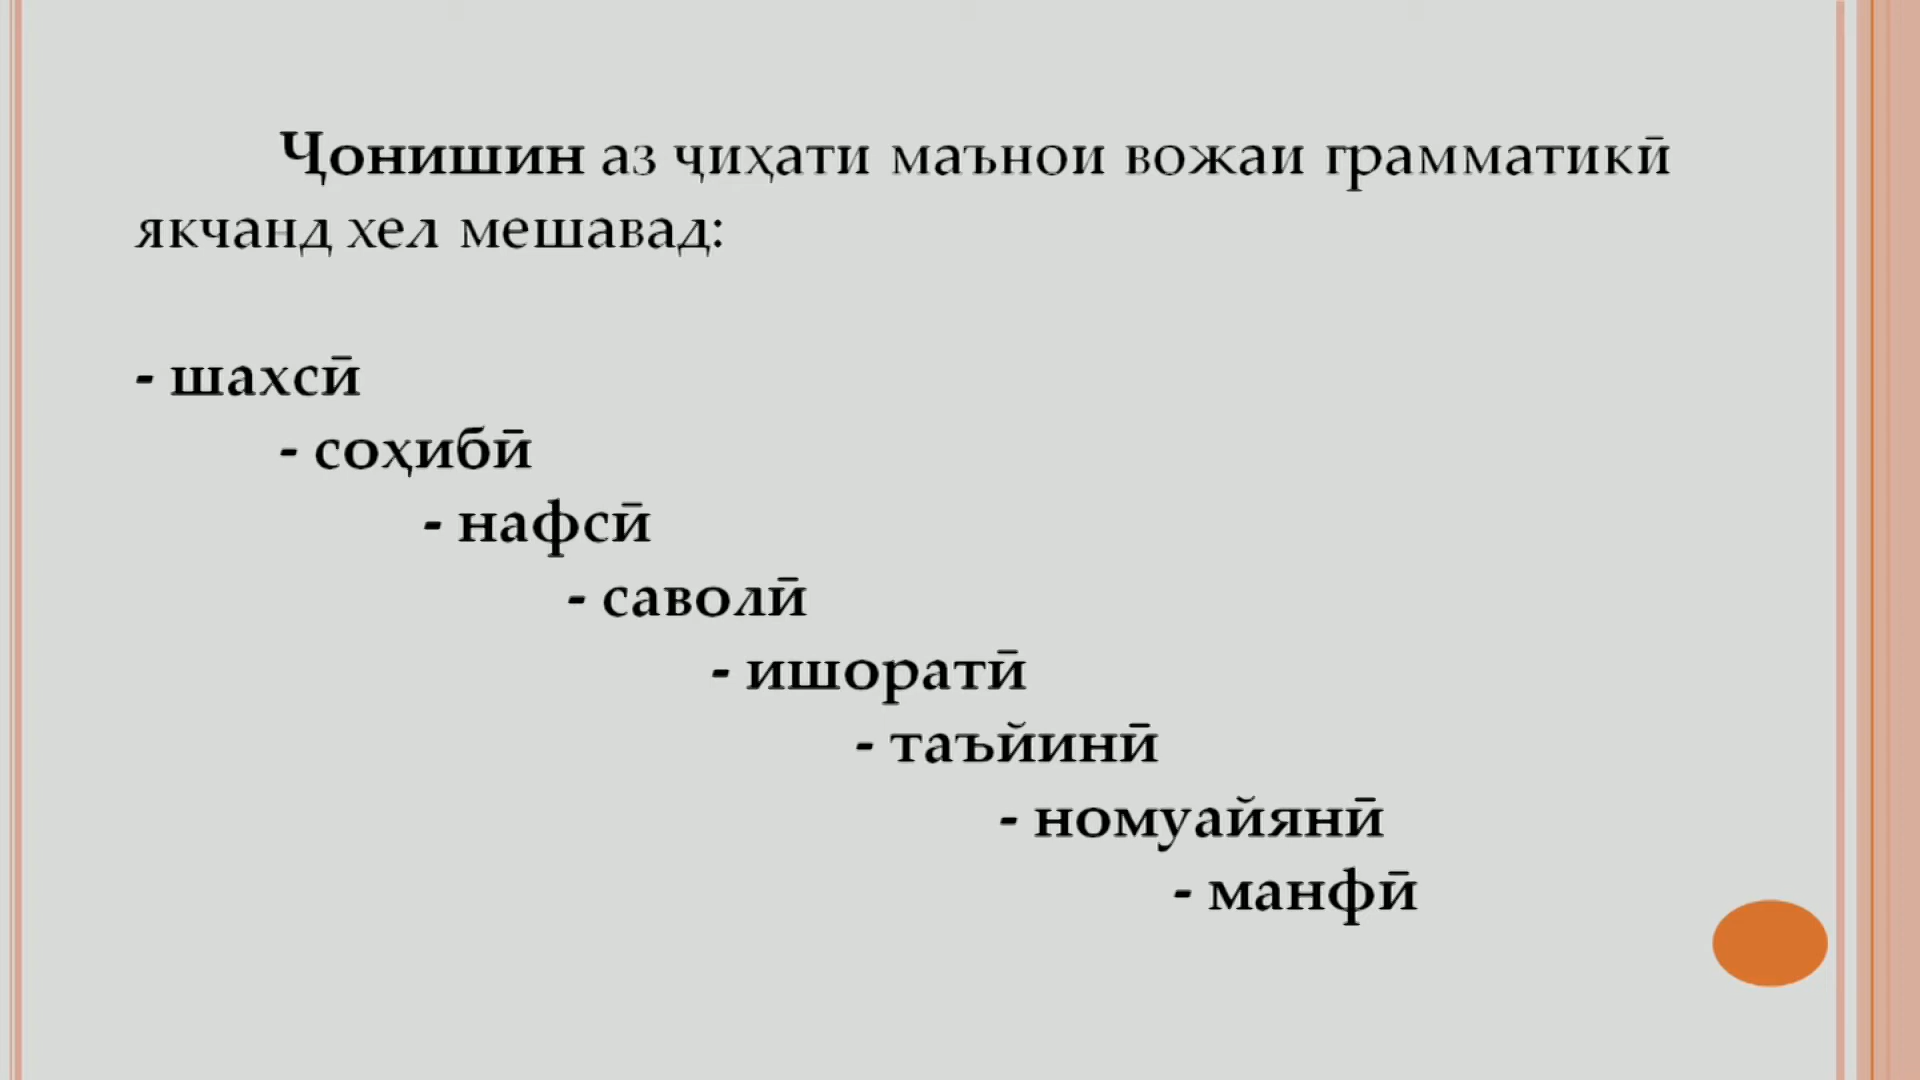 Ҷонишин аз ҷиҳати маънои вожаи грамматикӣ
якчанд хел мешавад:
- шахсӣ
- соҳибӣ
- нафсӣ
- саволӣ
- ишоратӣ
- таъйинӣ
- номуайянӣ
- манфӣ